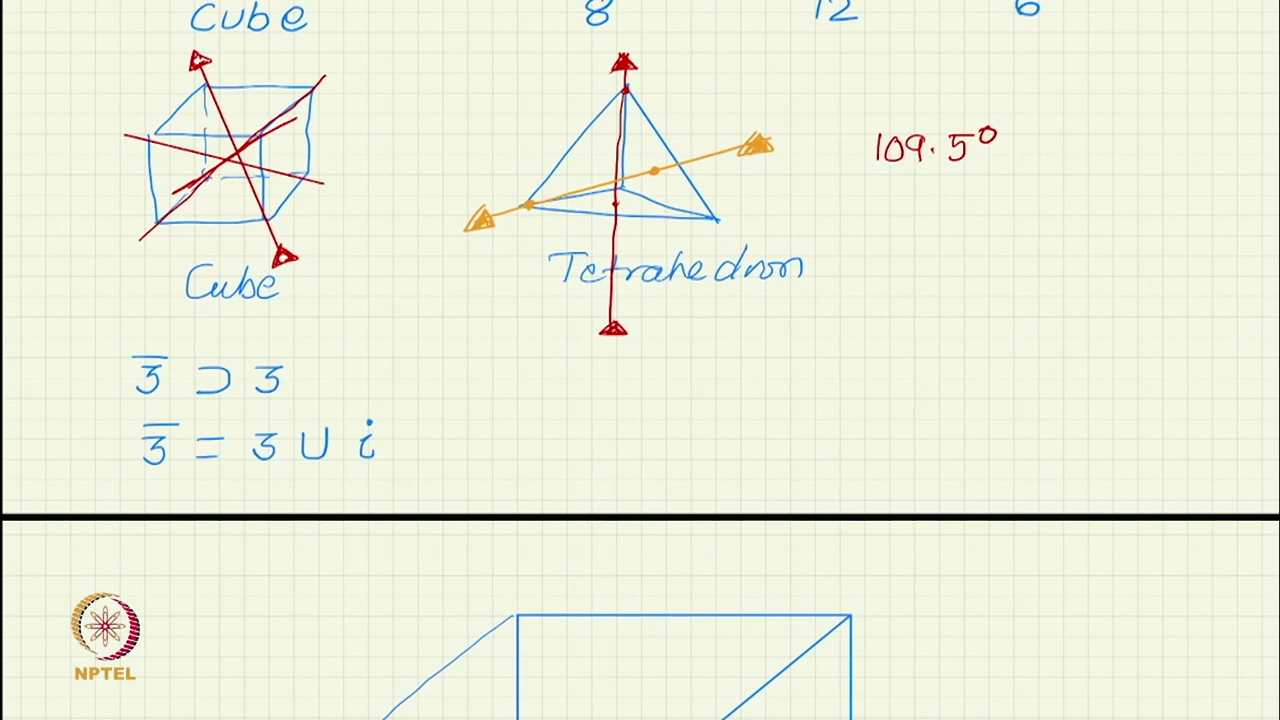 Cube 8 12 6
109.5°
Cube Tetrahedron
3̅ ⊃ 3
3̅ = 3 ∪ i
NPTEL